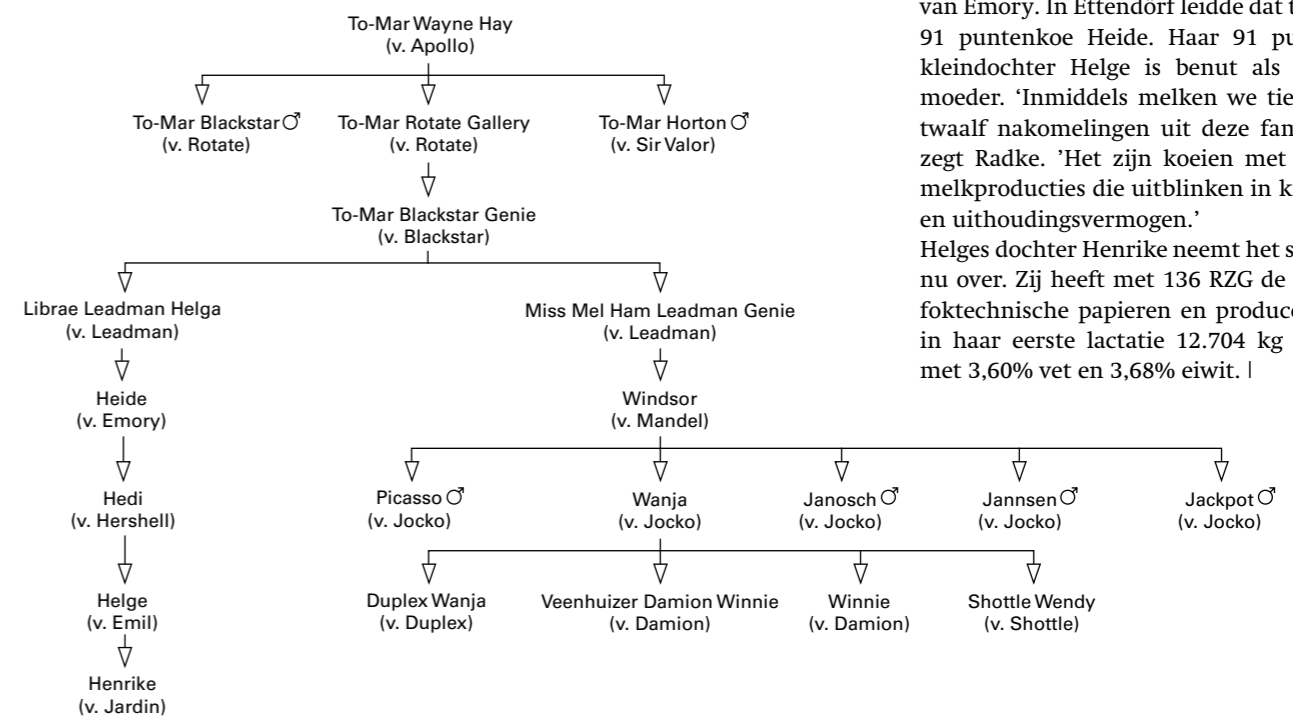 To-Mar Wayne Hay
(v. Apollo)
To-Mar Blackstar ♂
(v. Rotate)
To-Mar Rotate Gallery
(v. Rotate)
To-Mar Horton ♂
(v. Sir Valor)
To-Mar Blackstar Genie
(v. Blackstar)
Librae Leadman Helga
(v. Leadman)
Miss Mel Ham Leadman Genie
(v. Leadman)
Heide
(v. Emory)
Windsor
(v. Mandel)
Hedi
(v. Hershell)
Picasso ♂
(v. Jocko)
Wanja
(v. Jocko)
Janosch ♂
(v. Jocko)
Jannsen ♂
(v. Jocko)
Jackpot ♂
(v. Jocko)
Helge
(v. Emil)
Duplex Wanja
(v. Duplex)
Veenhuizer Damion Winnie
(v. Damion)
Winnie
(v. Damion)
Shottle Wendy
(v. Shottle)
Henrike
(v. Jardin)
van Emory. In Ettendorf leidde dat
91 puntenkoe Heide. Haar 91
kleindochter Helge is benut als
moeder. ‘Inmiddels melken we
twaalf nakomelingen uit deze
zegt Radke. ’Het zijn koeien met
melkproducties die uitblinken in
en uithoudingsvermogen.’
Helges dochter Henrike neemt het
nu over. Zij heeft met 136 RZG de
foktechnische papieren en
in haar eerste lactatie 12.704 kg
met 3,60% vet en 3,68% eiwit. |